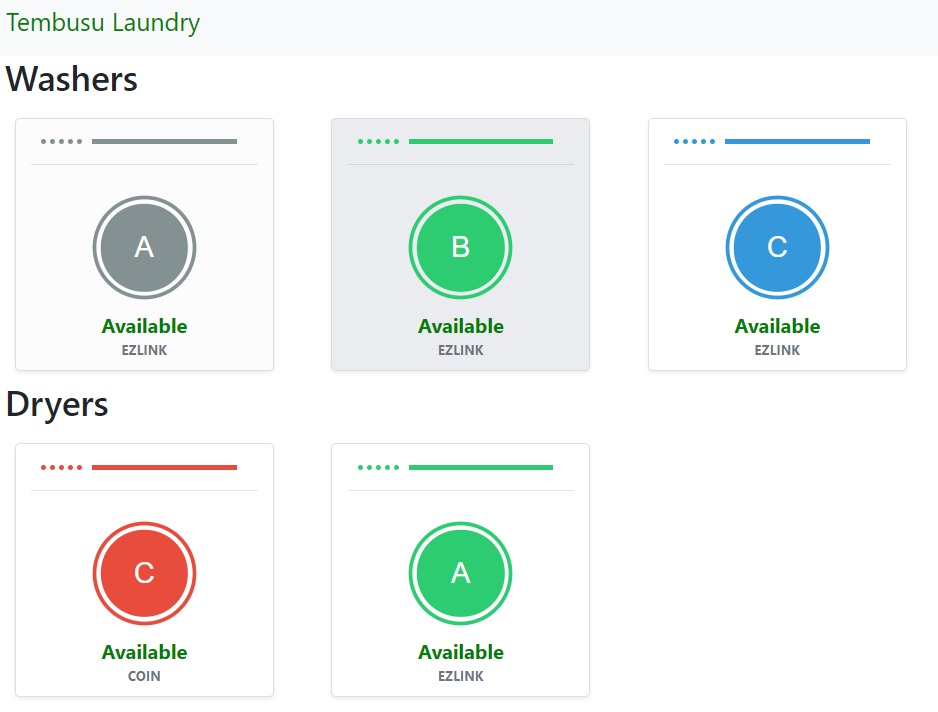 Tembusu Laundry
Washers
A B C
Available Available Available
EZLINK EZLINK EZLINK
Dryers
C A
Available Available
COIN EZLINK